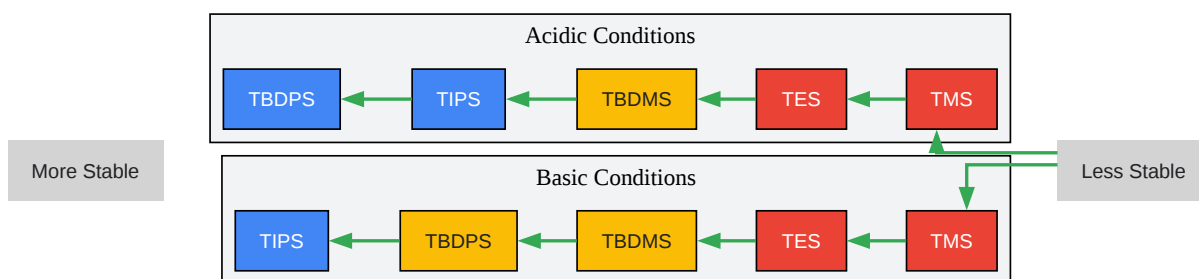 Acidic Conditions
TBDPS TIPS TBDMS TES TMS
More Stable
Less Stable
Basic Conditions
TIPS TBDPS TBDMS TES TMS